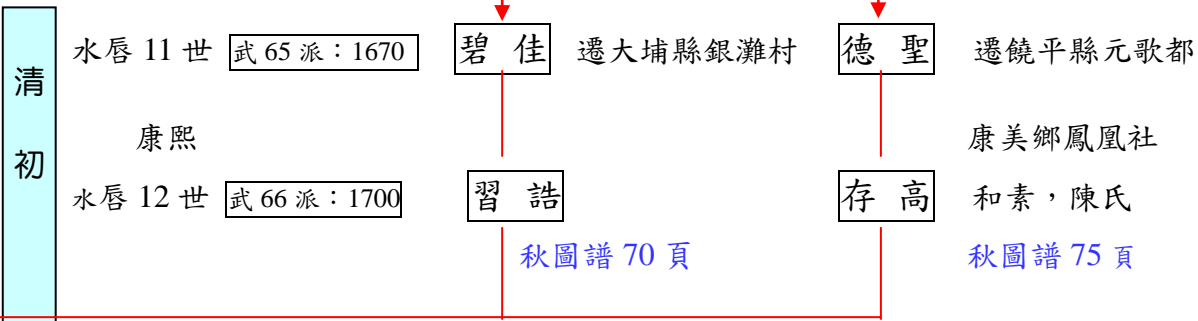 清初
水唇 11 世 武 65 派：1670 碧 佳 遷大埔縣銀灘村 德 聖 遷饒平縣元歌都
康熙 康美鄉鳳凰社
水唇 12 世 武 66 派：1700 習 誥 存 高 和素，陳氏
秋圖譜 70 頁 秋圖譜 75 頁